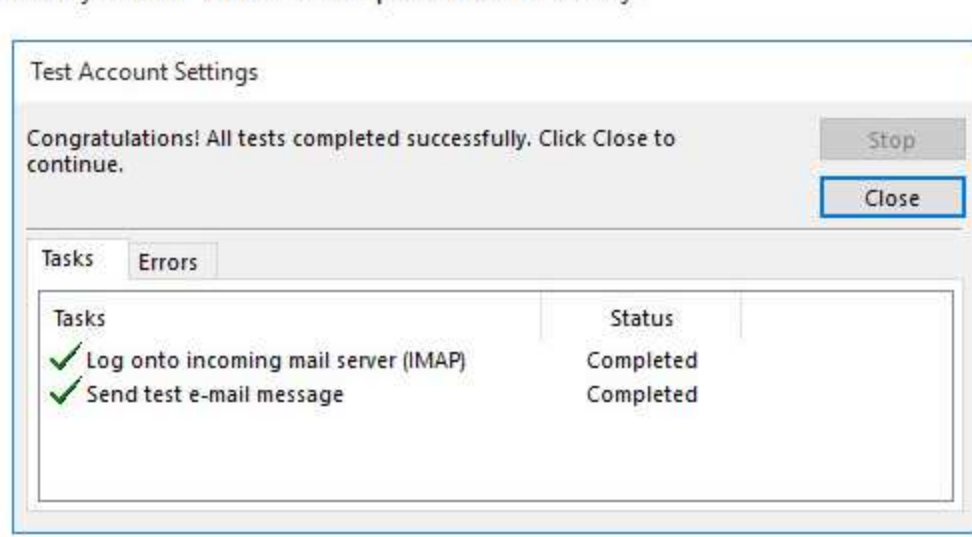 Test Account Settings
Congratulations! All tests completed successfully. Click Close to
continue.
Stop
Close
Tasks
Errors
Tasks Status
Log onto incoming mail server (IMAP) Completed
Send test e-mail message Completed